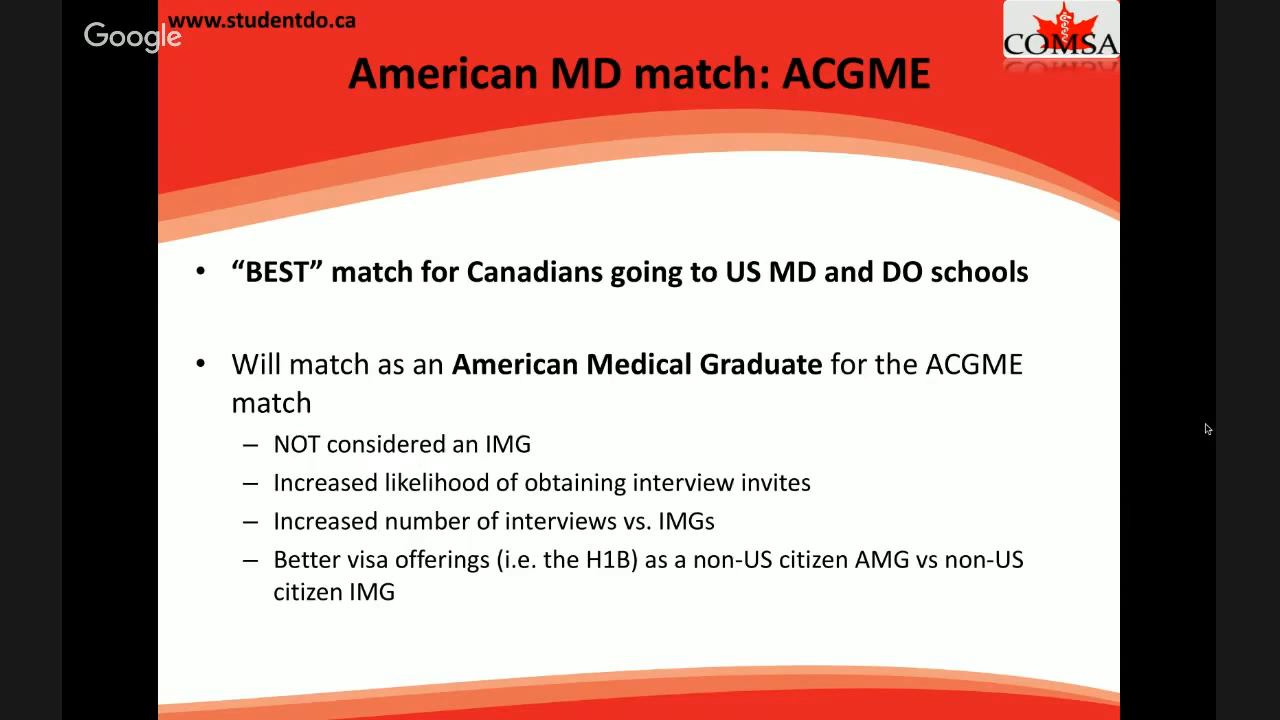 www.studentdo.ca
Google
COMSA
American MD match: ACGME
• “BEST” match for Canadians going to US MD and DO schools
• Will match as an American Medical Graduate for the ACGME
match
– NOT considered an IMG
– Increased likelihood of obtaining interview invites
– Increased number of interviews vs. IMGs
– Better visa offerings (i.e. the H1B) as a non-US citizen AMG vs non-US
citizen IMG